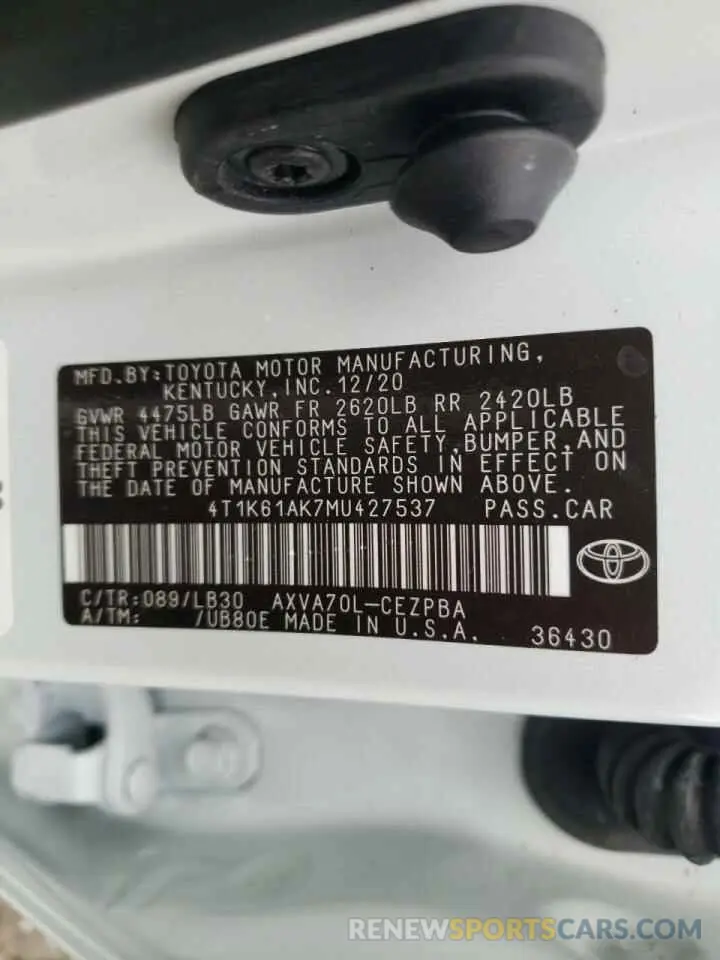 MFD.BY:TOYOTA MOTOR MANUFACTURING,
KENTUCKY,INC.12/20
GVWR 4475LB GAWR FR 2620LB RR 2420LB
THIS VEHICLE CONFORMS TO ALL APPLICABLE
FEDERAL MOTOR VEHICLE SAFETY,BUMPER,AND
THEFT PREVENTION STANDARDS IN EFFECT ON
THE DATE OF MANUFACTURE SHOWN ABOVE.
4T1K61AK7MU427537 PASS.CAR
C/TR:089/LB30 AXVA70L-CEZPBA
A/TM: /UB80E MADE IN U.S.A. 36430
RENEWSPORTSCARS.COM